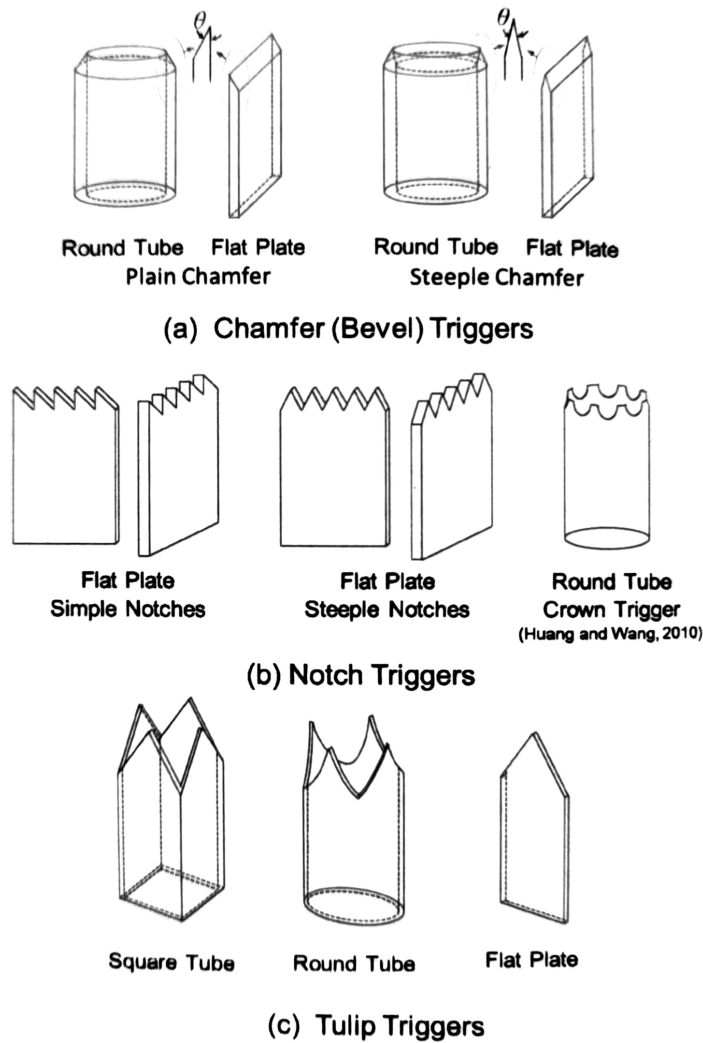 θ θ
Round Tube Flat Plate Round Tube Flat Plate
Plain Chamfer Steeple Chamfer
(a) Chamfer (Bevel) Triggers
Flat Plate Flat Plate Round Tube
Simple Notches Steeple Notches Crown Trigger
(Huang and Wang, 2010)
(b) Notch Triggers
Square Tube Round Tube Flat Plate
(c) Tulip Triggers